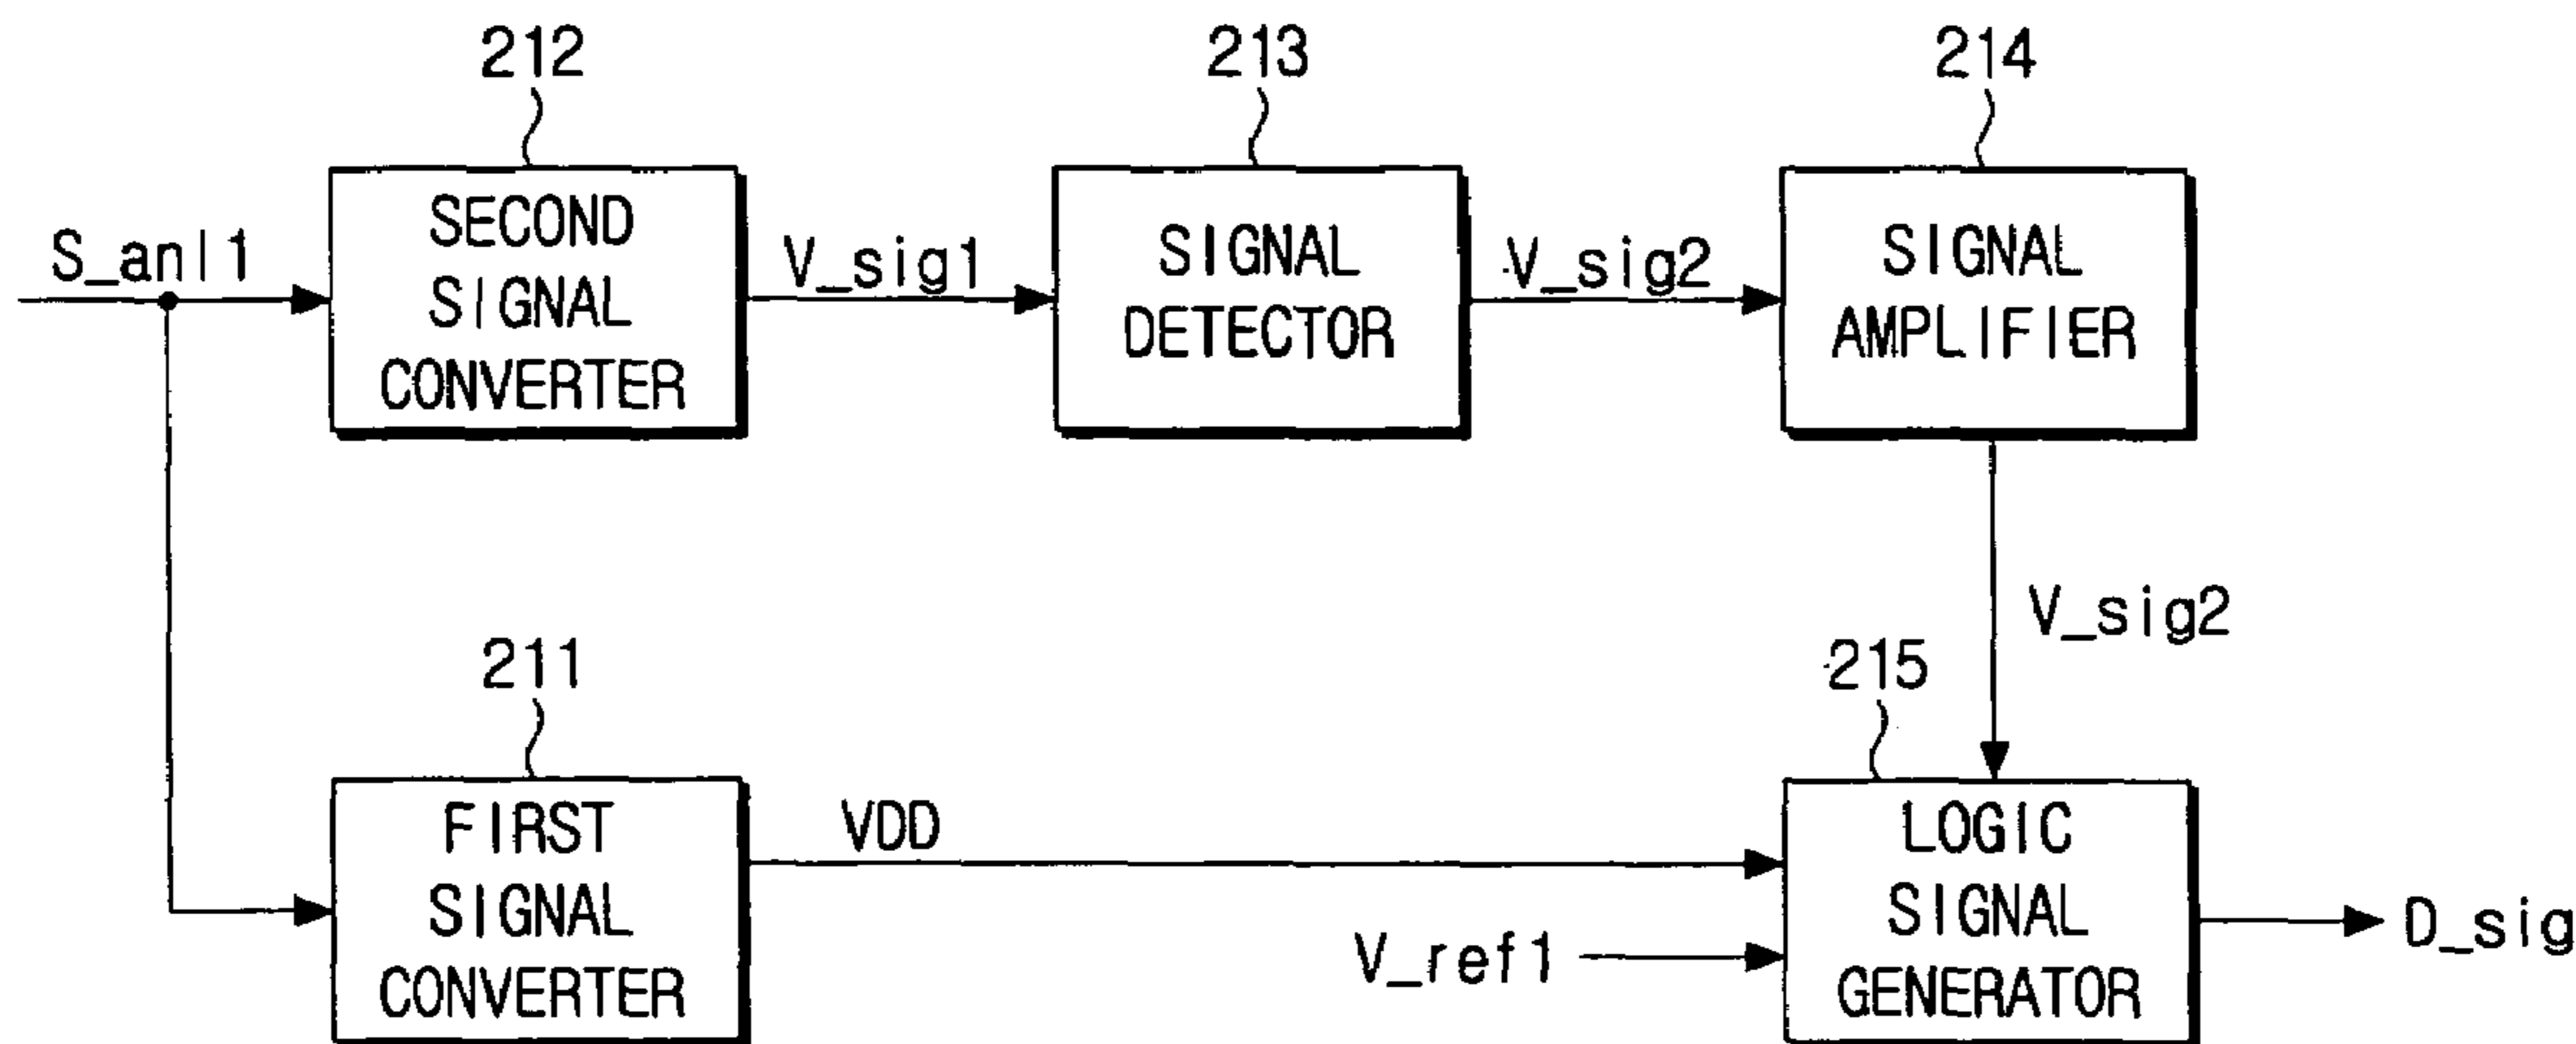 212
213
214
S_anl1
SECOND
SIGNAL
CONVERTER
V_sig1
SIGNAL
DETECTOR
V_sig2
SIGNAL
AMPLIFIER
V_sig2
211
215
FIRST
SIGNAL
CONVERTER
VDD
V_ref1
LOGIC
SIGNAL
GENERATOR
D_sig